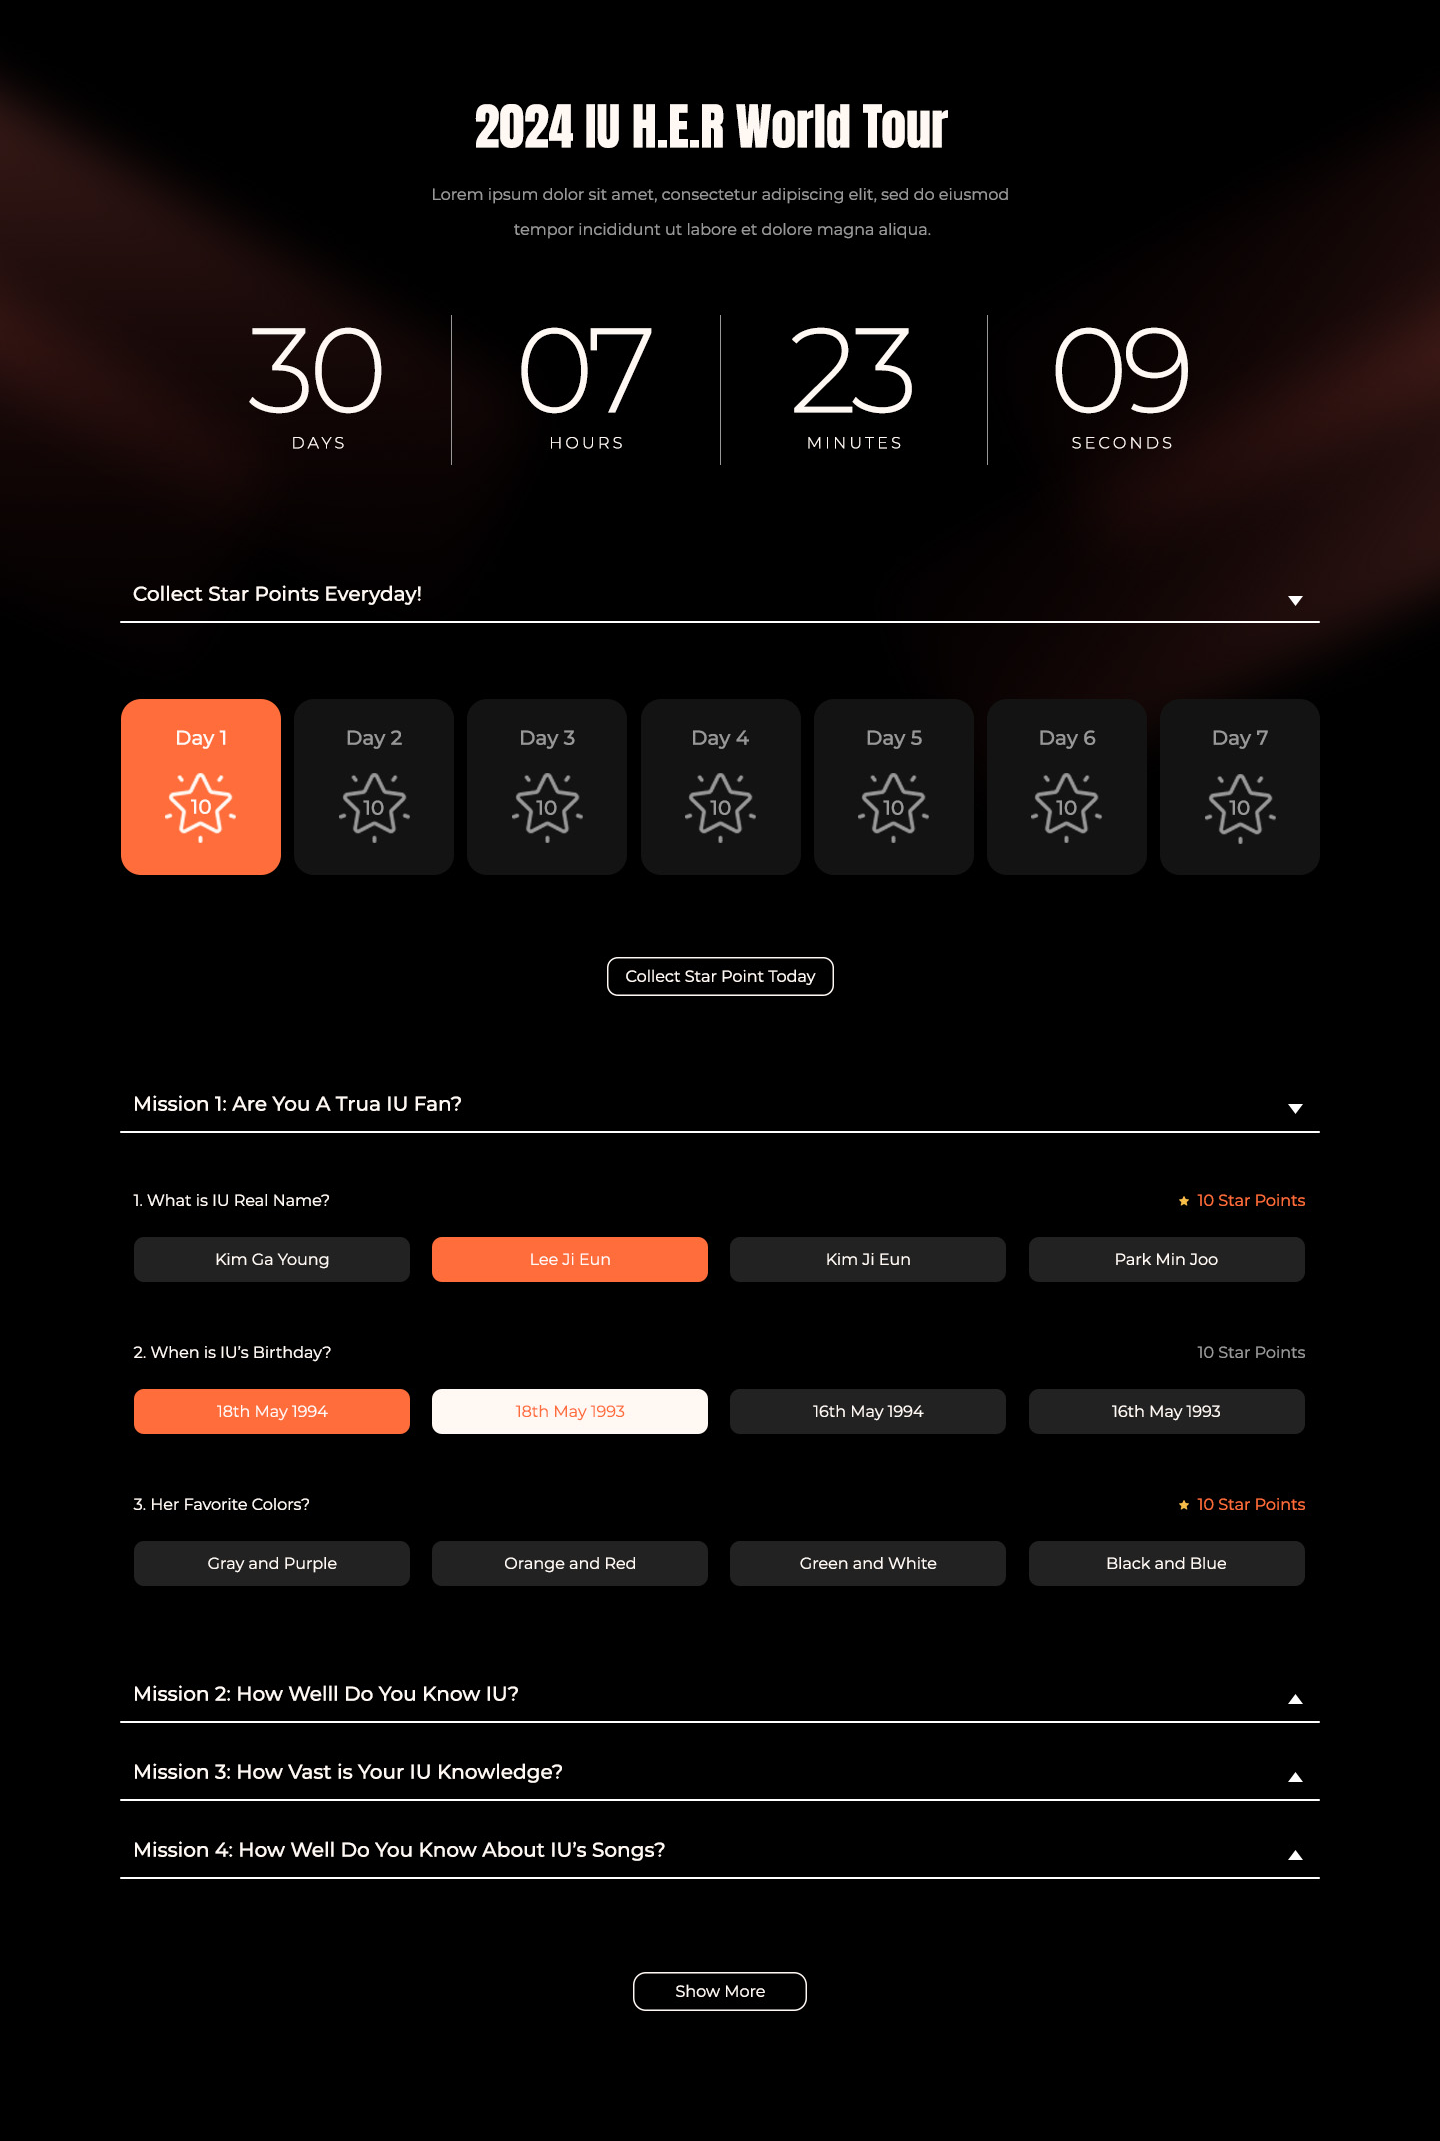 2024 IU H.E.R World Tour
Lorem ipsum dolor sit amet, consectetur adipiscing elit, sed do eiusmod
tempor incididunt ut labore et dolore magna aliqua.
30 07 23 09
DAYS HOURS MINUTES SECONDS
Collect Star Points Everyday!
Day 1 Day 2 Day 3 Day 4 Day 5 Day 6 Day 7
10 10 10 10 10 10 10
Collect Star Point Today
Mission 1: Are You A Trua IU Fan?
1. What is IU Real Name? 10 Star Points
Kim Ga Young Lee Ji Eun Kim Ji Eun Park Min Joo
2. When is IU’s Birthday? 10 Star Points
18th May 1994 18th May 1993 16th May 1994 16th May 1993
3. Her Favorite Colors? 10 Star Points
Gray and Purple Orange and Red Green and White Black and Blue
Mission 2: How Welll Do You Know IU?
Mission 3: How Vast is Your IU Knowledge?
Mission 4: How Well Do You Know About IU’s Songs?
Show More